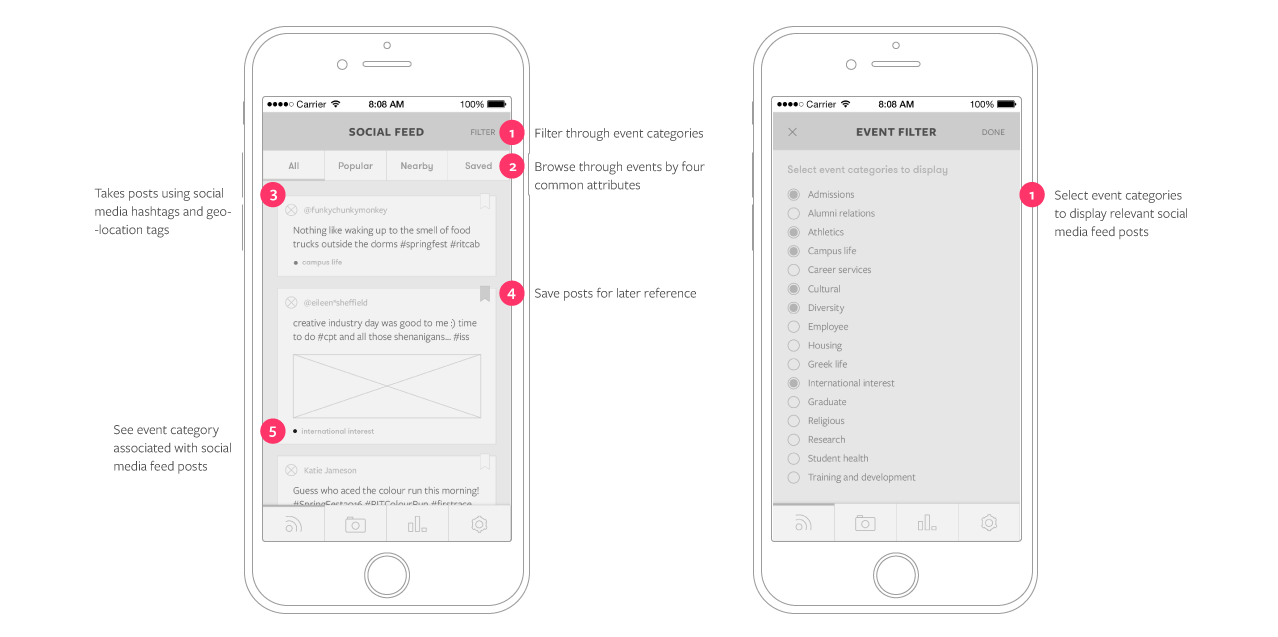 ●●●●○ Carrier 8:08 AM 100%
SOCIAL FEED
FILTER
1
Filter through event categories
All Popular Nearby Saved
2
Browse through events by four
common attributes
3
Takes posts using social
media hashtags and geo-
-location tags
@funkychunkymonkey
Nothing like waking up to the smell of food
trucks outside the dorms #springfest #ritcab
campus life
4
Save posts for later reference
@eileen*sheffield
creative industry day was good to me :) time
to do #cpt and all those shenanigans... #iss
5
See event category
associated with social
media feed posts
international interest
Katie Jameson
Guess who aced the colour run this morning!
#SpringFest2016 #RITColourRun #firstrace
●●●●○ Carrier 8:08 AM 100%
EVENT FILTER
DONE
Select event categories to display
Admissions
Alumni relations
Athletics
Campus life
Career services
Cultural
Diversity
Employee
Housing
Greek life
International interest
Graduate
Religious
Research
Student health
Training and development
1
Select event categories
to display relevant social
media feed posts